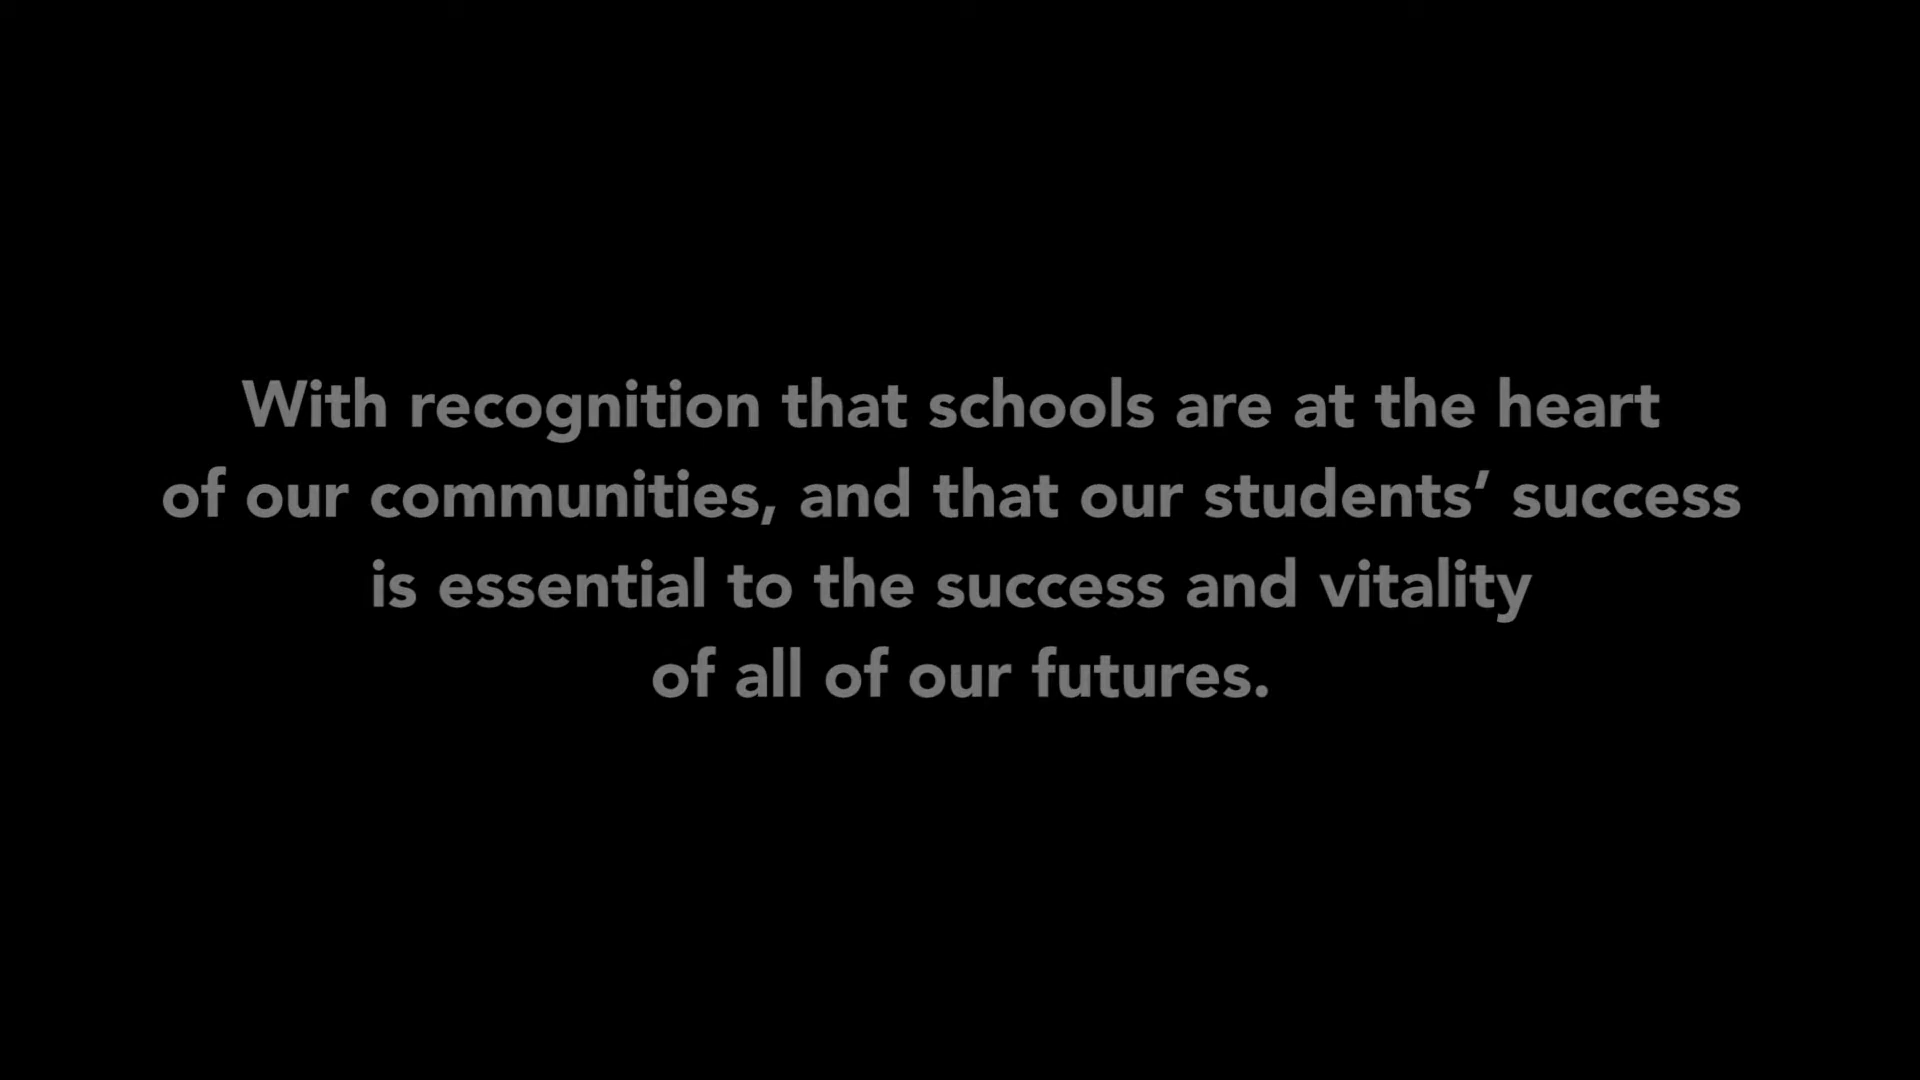 With recognition that schools are at the heart
of our communities, and that our students’ success
is essential to the success and vitality
of all of our futures.